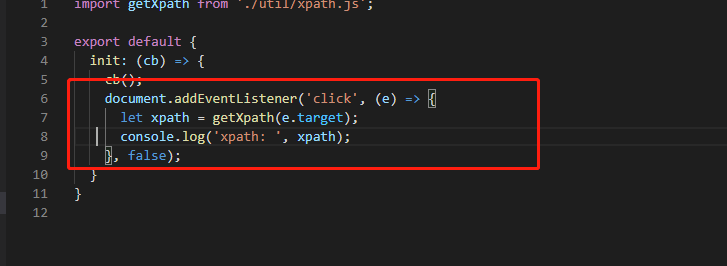 1 import getXpath from './util/xpath.js';
2
3 export default {
4 init: (cb) => {
5 cb();
6 document.addEventListener('click', (e) => {
7 let xpath = getXpath(e.target);
8 console.log('xpath: ', xpath);
9 }, false);
10 }
11 }
12